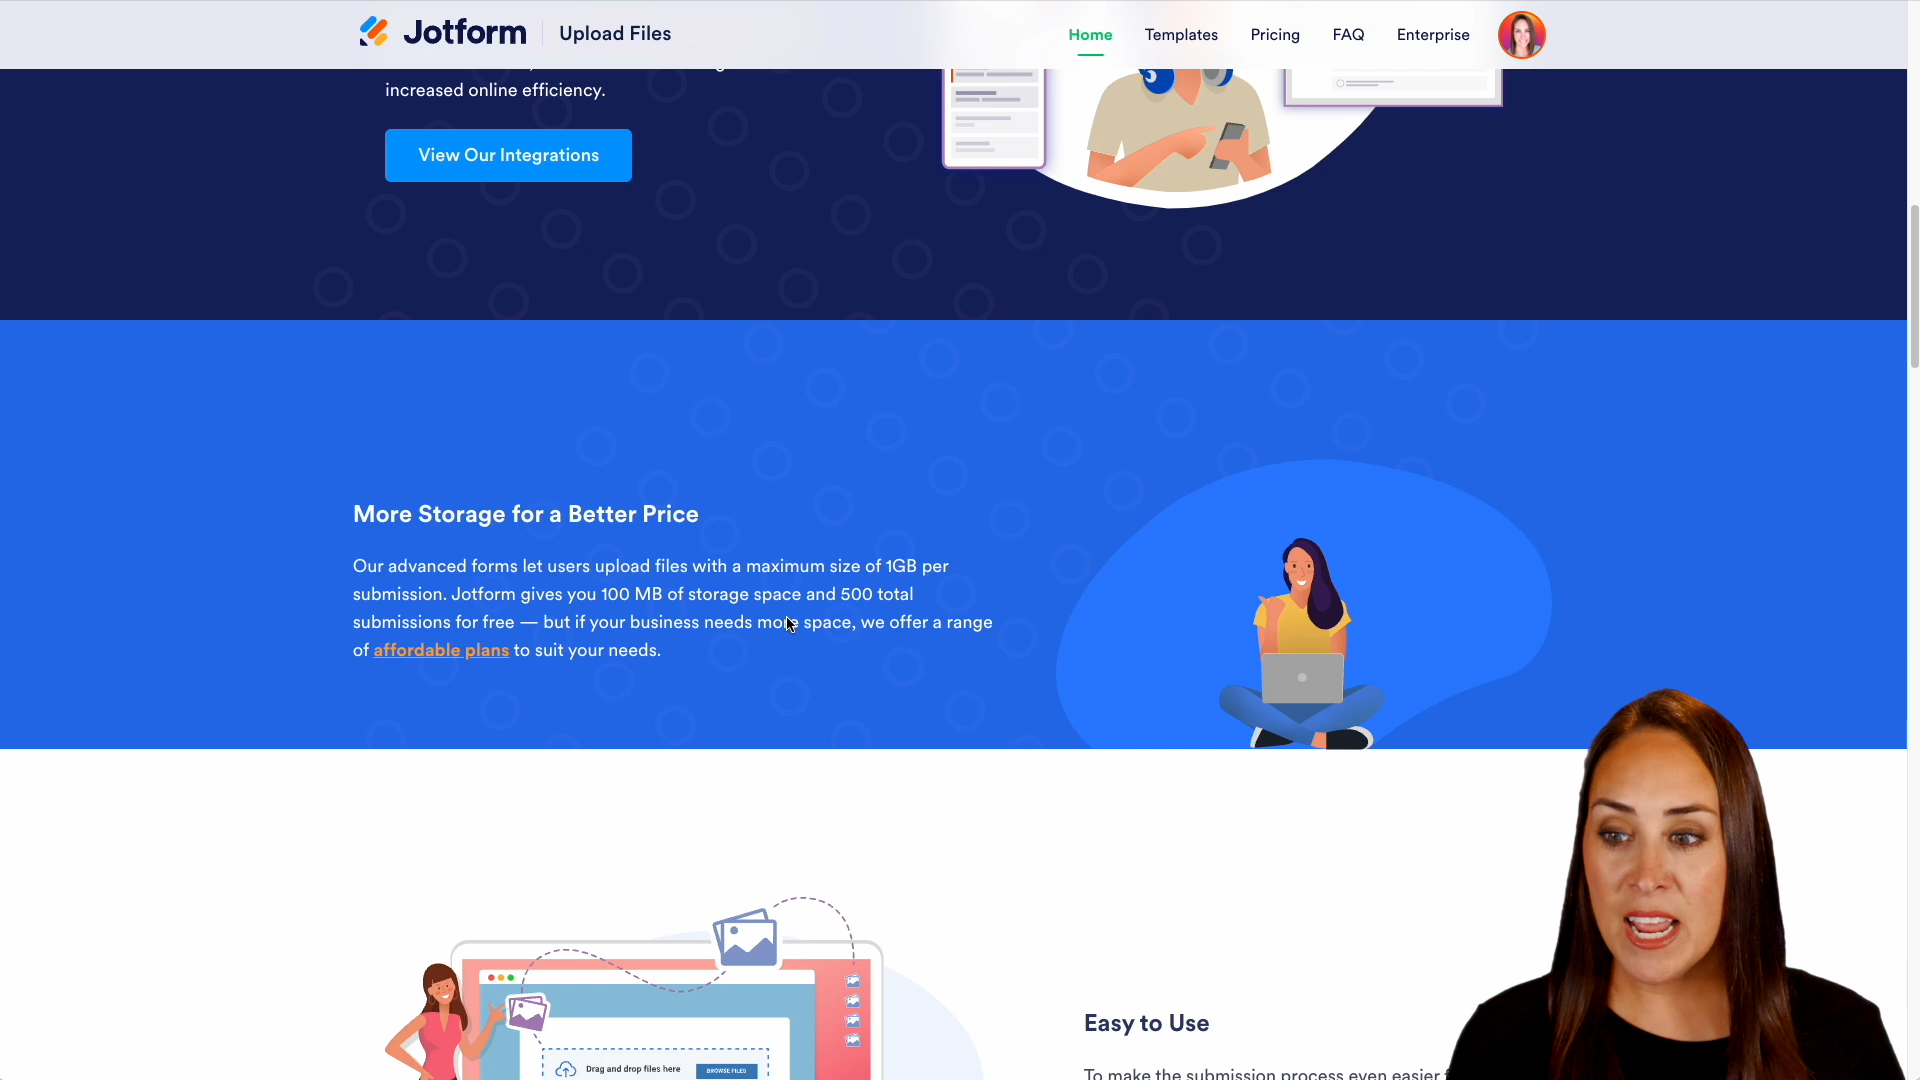 Jotform
Upload Files
Home
Templates
Pricing
FAQ
Enterprise
increased online efficiency.
View Our Integrations
More Storage for a Better Price
Our advanced forms let users upload files with a maximum size of 1GB per
submission. Jotform gives you 100 MB of storage space and 500 total
submissions for free — but if your business needs more space, we offer a range
of affordable plans to suit your needs.
Drag and drop files here
BROWSE FILES
Easy to Use
To make the submission process even easier